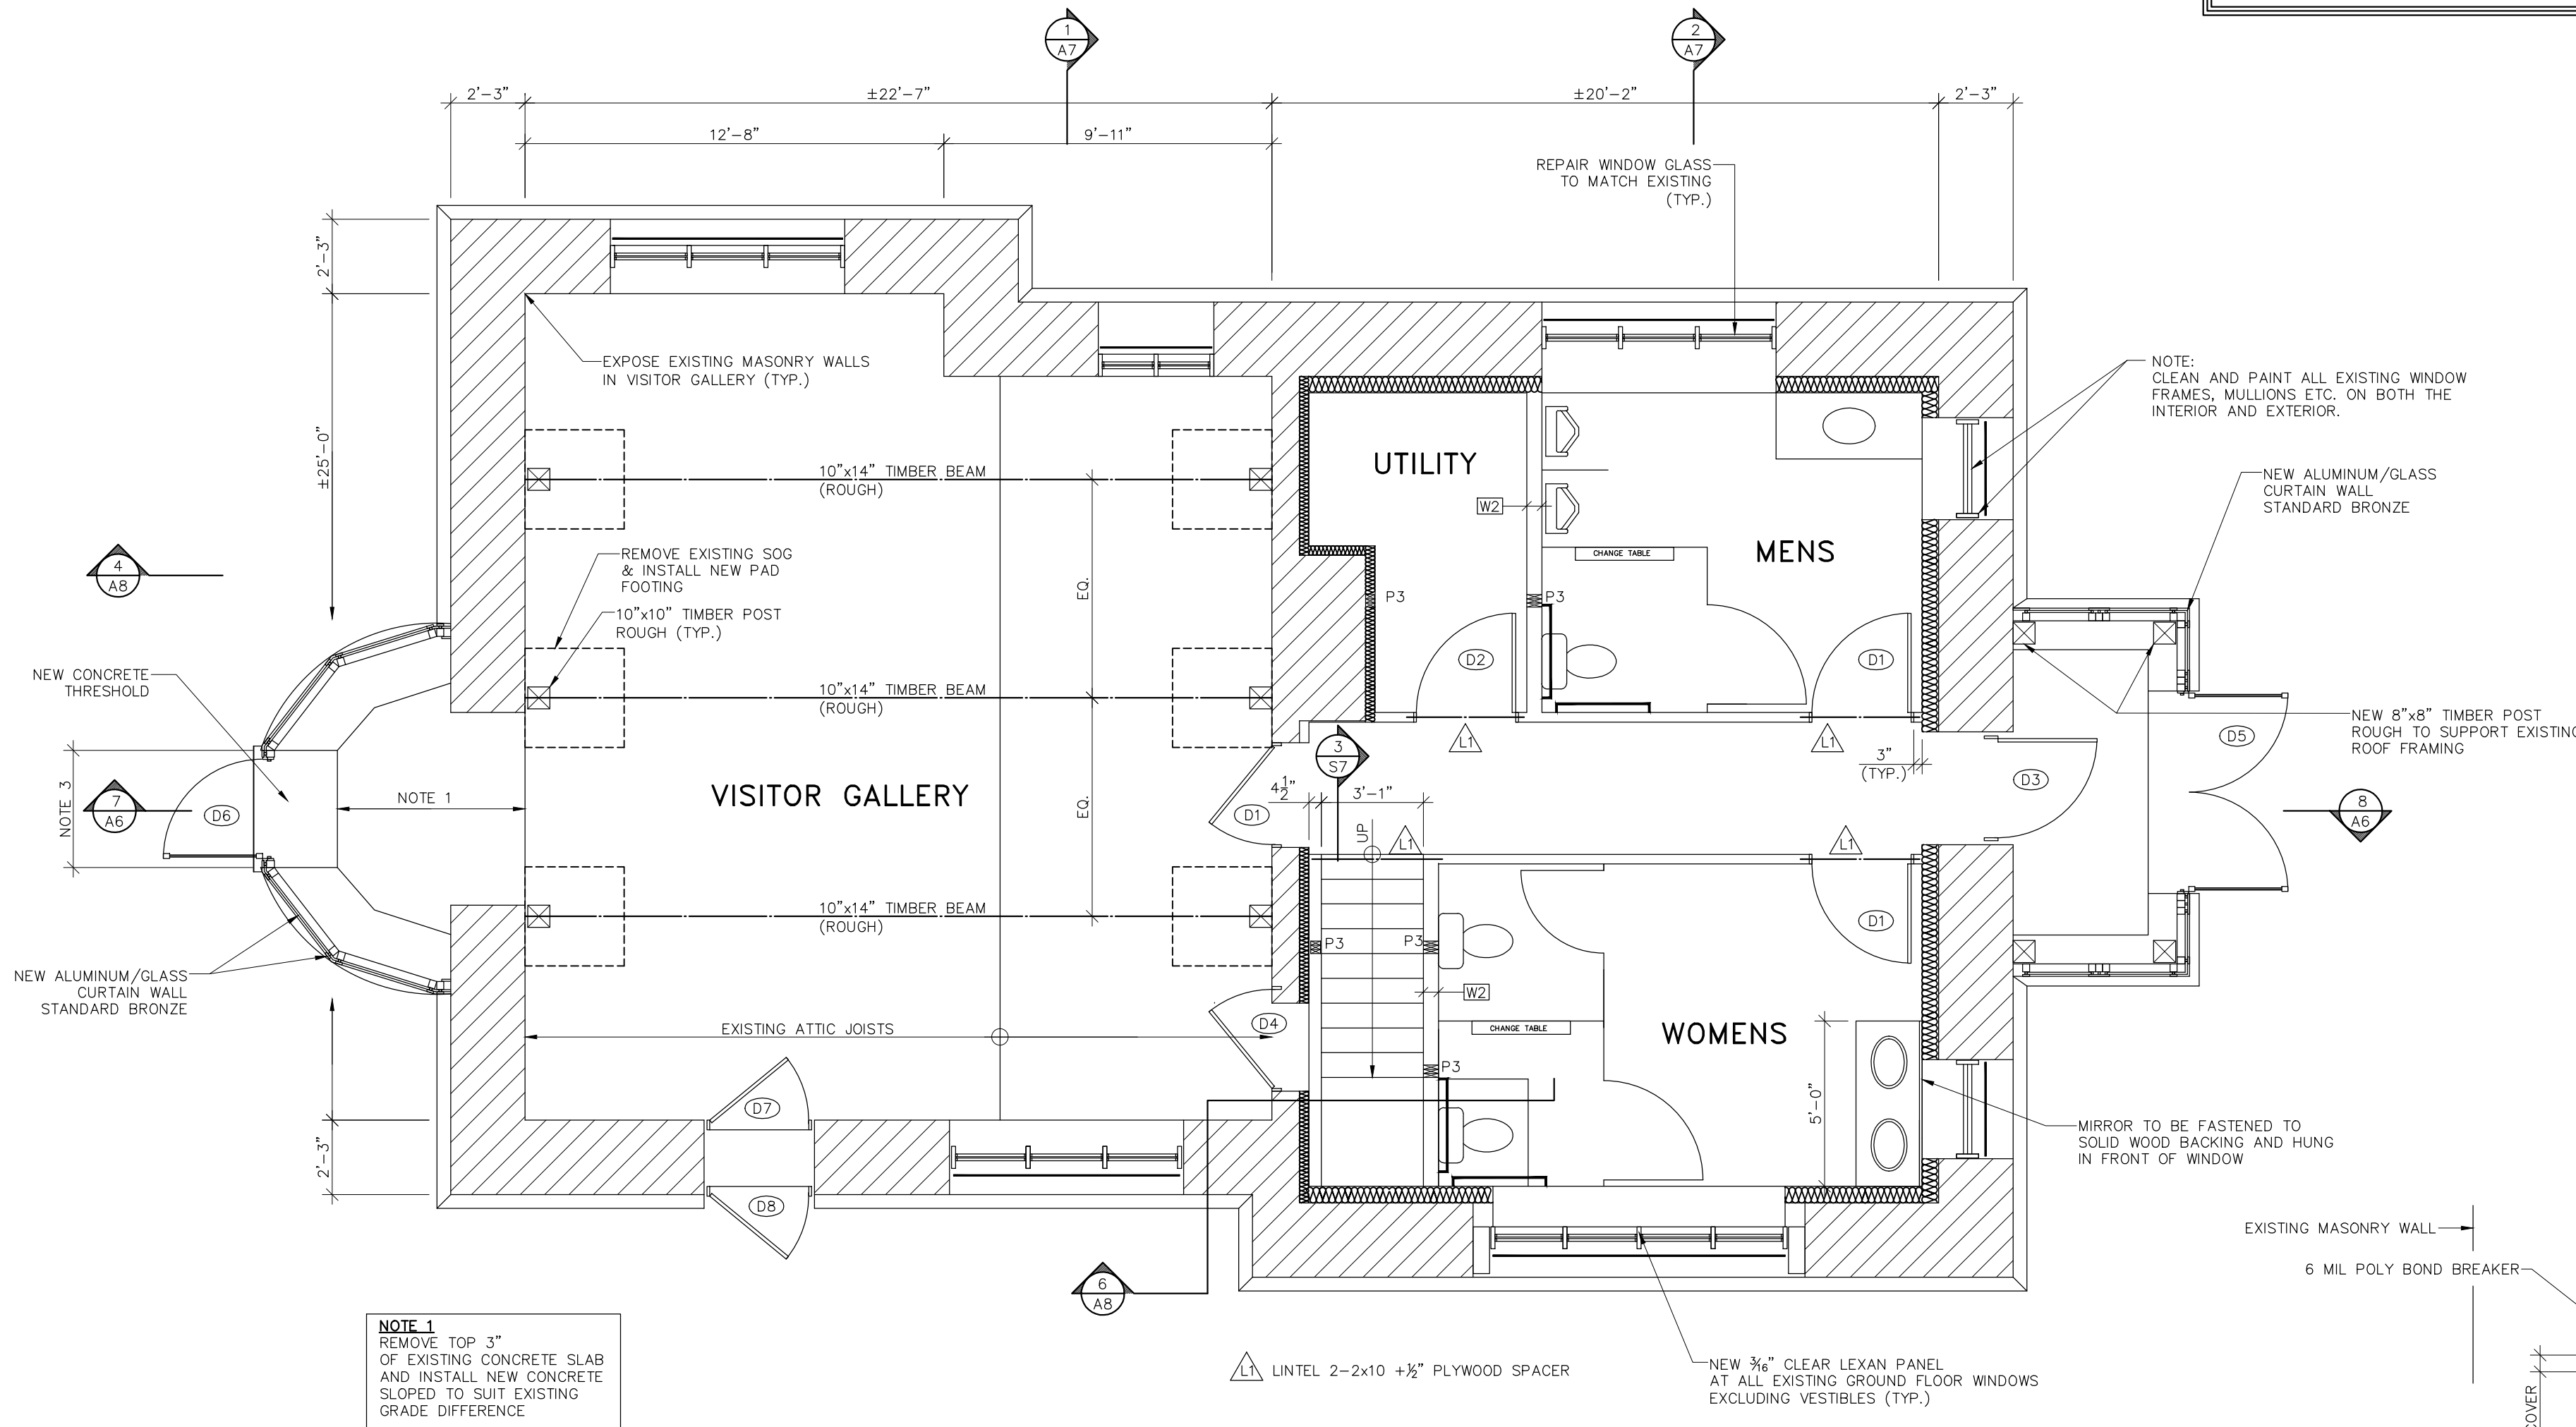 1
A7
2
A7
2'-3"
±22'-7"
±20'-2"
2'-3"
12'-8"
9'-11"
REPAIR WINDOW GLASS
TO MATCH EXISTING
(TYP.)
2'-3"
±25'-0"
EXPOSE EXISTING MASONRY WALLS
IN VISITOR GALLERY (TYP.)
NOTE:
CLEAN AND PAINT ALL EXISTING WINDOW
FRAMES, MULLIONS ETC. ON BOTH THE
INTERIOR AND EXTERIOR.
UTILITY
W2
10"x14" TIMBER BEAM
(ROUGH)
NEW ALUMINUM/GLASS
CURTAIN WALL
STANDARD BRONZE
CHANGE TABLE
MENS
4
A8
REMOVE EXISTING SOG
& INSTALL NEW PAD
FOOTING
10"x10" TIMBER POST
ROUGH (TYP.)
EQ.
P3
P3
D2
D1
NEW CONCRETE
THRESHOLD
10"x14" TIMBER BEAM
(ROUGH)
L1
L1
3"
(TYP.)
NEW 8"x8" TIMBER POST
ROUGH TO SUPPORT EXISTING
ROOF FRAMING
D5
D3
3
S7
NOTE 3
7
A6
D6
NOTE 1
VISITOR GALLERY
EQ.
D1
4½"
3'-1"
UP
L1
L1
8
A6
10"x14" TIMBER BEAM
(ROUGH)
P3
P3
D1
W2
NEW ALUMINUM/GLASS
CURTAIN WALL
STANDARD BRONZE
EXISTING ATTIC JOISTS
D4
CHANGE TABLE
WOMENS
P3
5'-0"
D7
D8
2'-3"
MIRROR TO BE FASTENED TO
SOLID WOOD BACKING AND HUNG
IN FRONT OF WINDOW
EXISTING MASONRY WALL
6 MIL POLY BOND BREAKER
6
A8
NOTE 1
REMOVE TOP 3"
OF EXISTING CONCRETE SLAB
AND INSTALL NEW CONCRETE
SLOPED TO SUIT EXISTING
GRADE DIFFERENCE
L1 LINTEL 2-2x10 +½" PLYWOOD SPACER
NEW 3/16" CLEAR LEXAN PANEL
AT ALL EXISTING GROUND FLOOR WINDOWS
EXCLUDING VESTIBLES (TYP.)
COVER